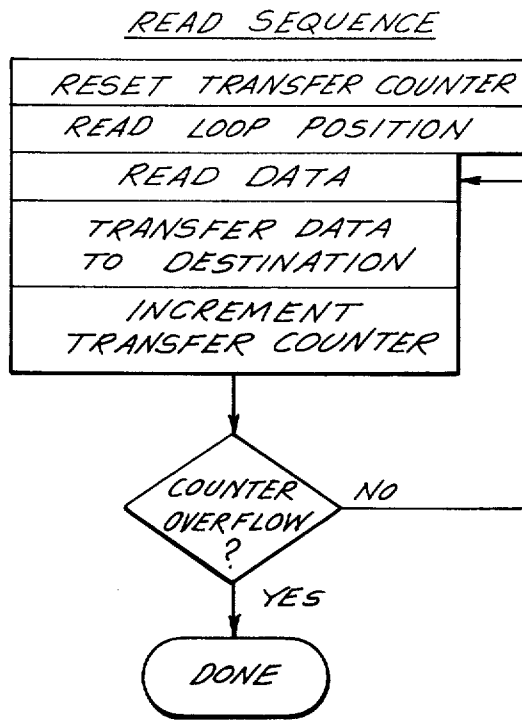 READ SEQUENCE
RESET TRANSFER COUNTER
READ LOOP POSITION
READ DATA
TRANSFER DATA
TO DESTINATION
INCREMENT
TRANSFER COUNTER
COUNTER
OVERFLOW
?
NO
YES
DONE